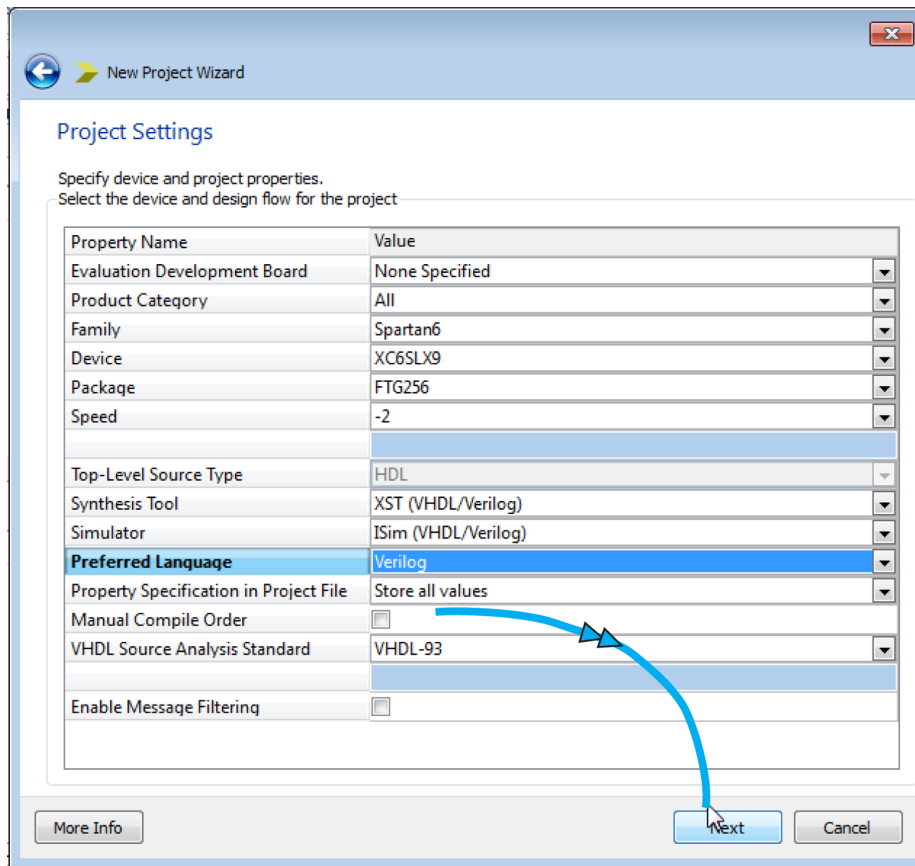 New Project Wizard
Project Settings
Specify device and project properties.
Select the device and design flow for the project
Property Name Value
Evaluation Development Board None Specified
Product Category All
Family Spartan6
Device XC6SLX9
Package FTG256
Speed -2
Top-Level Source Type HDL
Synthesis Tool XST (VHDL/Verilog)
Simulator ISim (VHDL/Verilog)
Preferred Language Verilog
Property Specification in Project File Store all values
Manual Compile Order
VHDL Source Analysis Standard VHDL-93
Enable Message Filtering
More Info Next Cancel